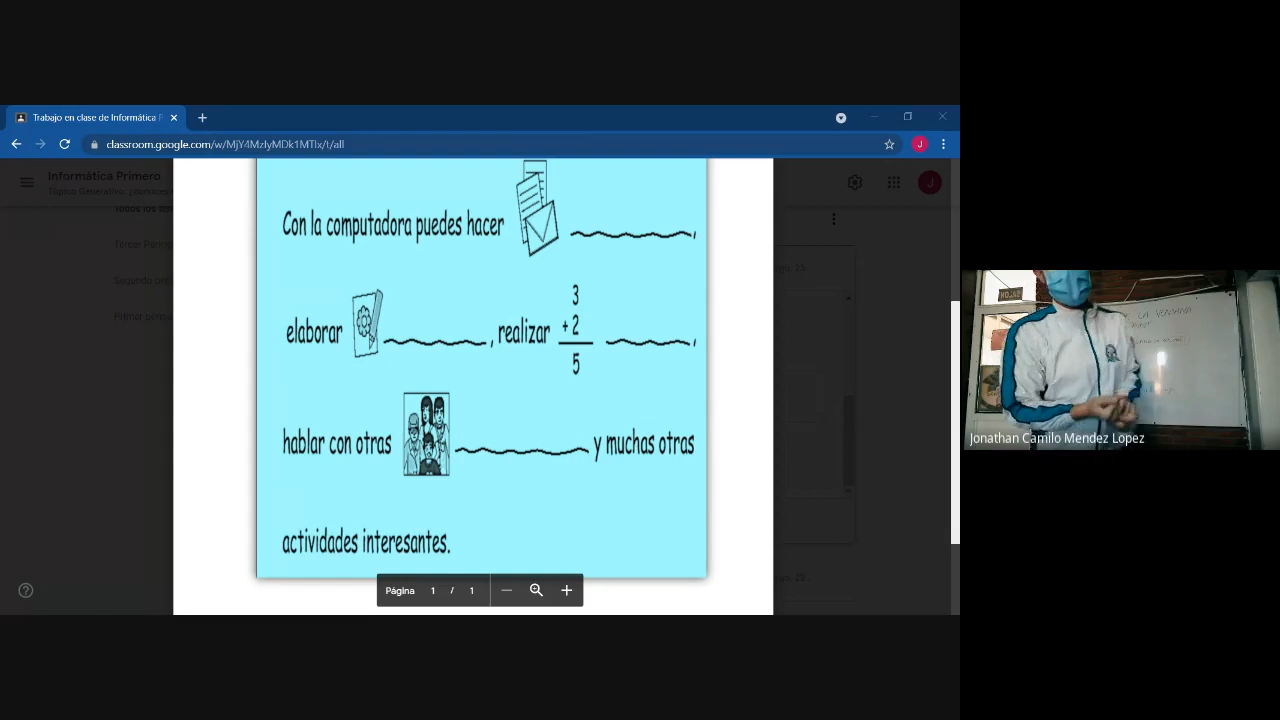 Trabajo en clase de Informática P
classroom.google.com/w/MjY4MzIyMDk1MTIx/t/all
J
Informática Primero
Con la computadora puedes hacer ,
elaborar , realizar
3
+ 2
5
,
hablar con otras y muchas otras
actividades interesantes.
Página 1 / 1
J
Jonathan Camilo Mendez Lopez